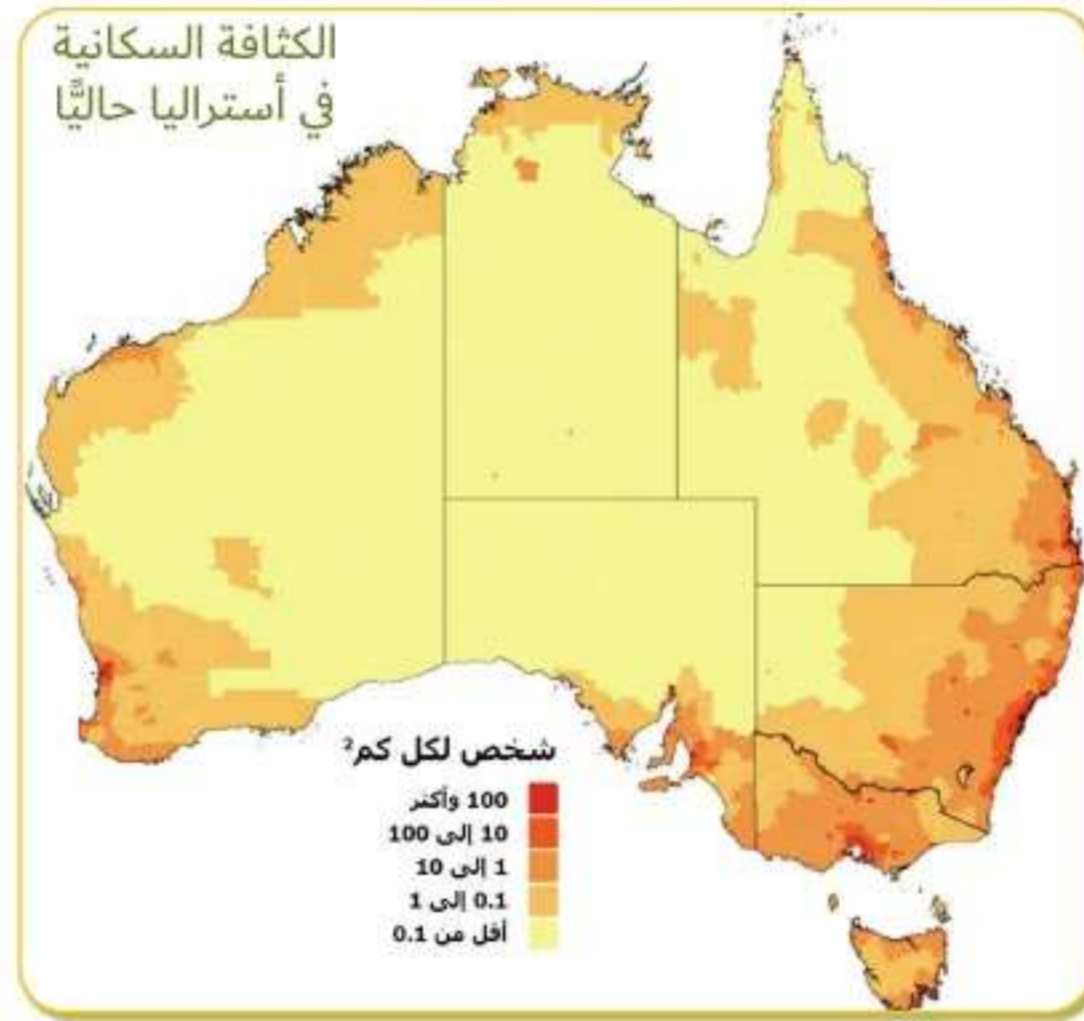 الكثافة السكانية
في أستراليا حاليًّا
شخص لكل كم²
100 وأكثر
10 إلى 100
1 إلى 10
0.1 إلى 1
أقل من 0.1